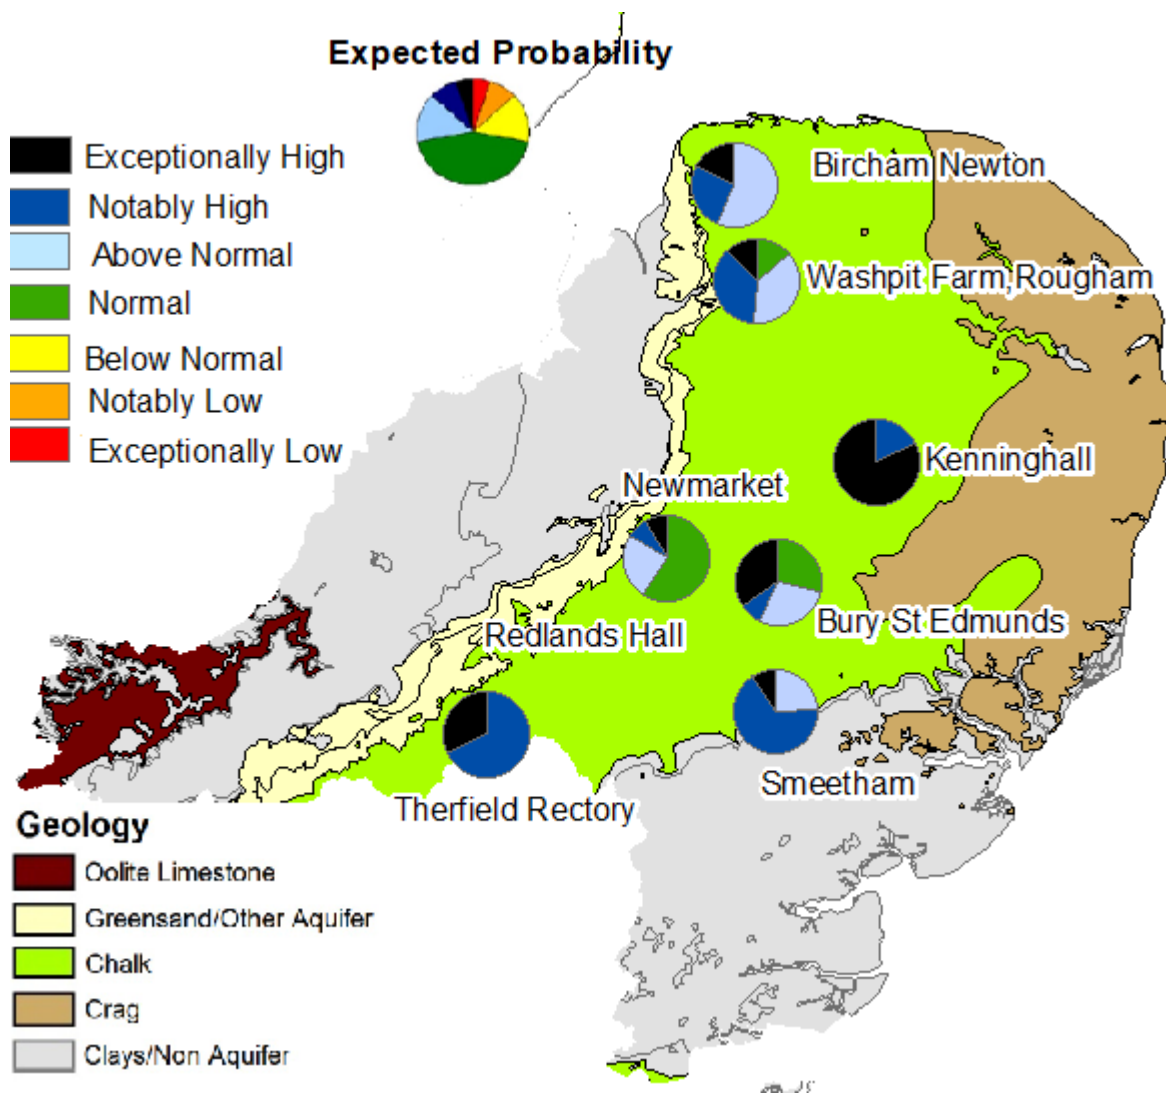 Expected Probability
Exceptionally High
Notably High
Above Normal
Normal
Below Normal
Notably Low
Exceptionally Low
Bircham Newton
Washpit Farm,Rougham
Kenninghall
Newmarket
Bury St Edmunds
Redlands Hall
Smeetham
Therfield Rectory
Geology
Oolite Limestone
Greensand/Other Aquifer
Chalk
Crag
Clays/Non Aquifer